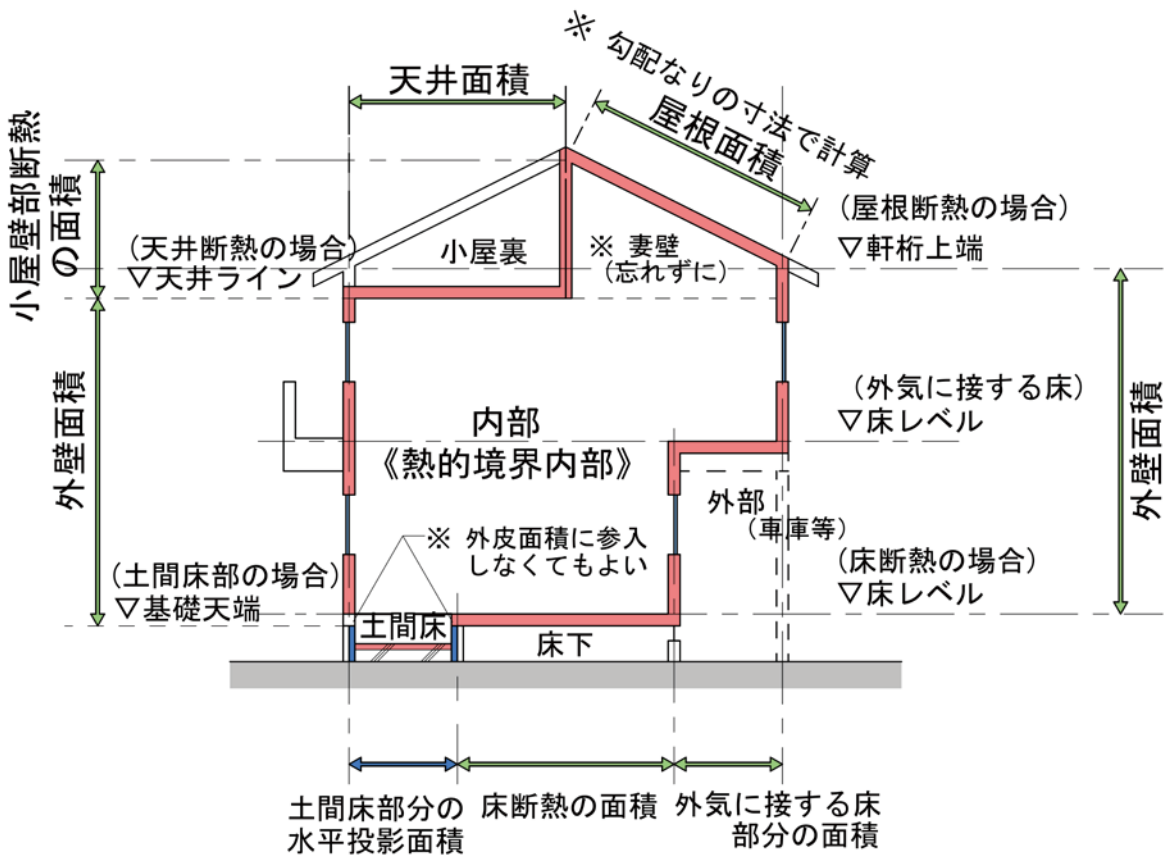 ※ 勾配なりの寸法で計算
屋根面積
天井面積
小屋壁部断熱
の面積
(天井断熱の場合)
▽天井ライン
小屋裏
※ 妻壁
(忘れずに)
(屋根断熱の場合)
▽軒桁上端
外壁面積
内部
《熱的境界内部》
(外気に接する床)
▽床レベル
外壁面積
外部
(車庫等)
※ 外皮面積に参入
しなくてもよい
(土間床部の場合)
▽基礎天端
(床断熱の場合)
▽床レベル
土間床
床下
土間床部分の
水平投影面積
床断熱の面積
外気に接する床
部分の面積